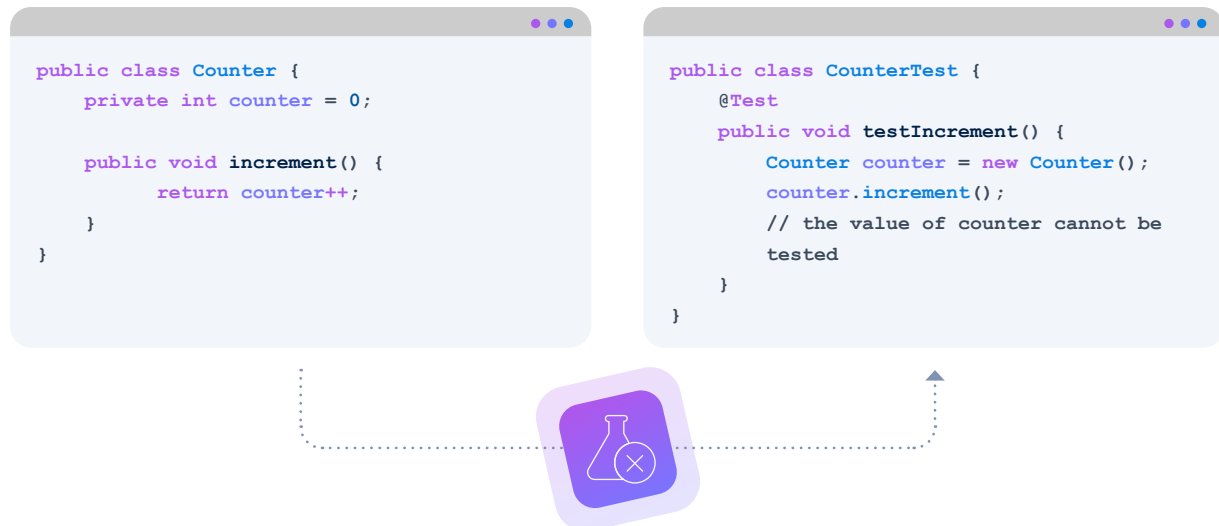 public class Counter {
    private int counter = 0;

    public void increment() {
          return counter++;
    }
}
public class CounterTest {
    @Test
    public void testIncrement() {
        Counter counter = new Counter();
        counter.increment();
        // the value of counter cannot be
        tested
    }
}